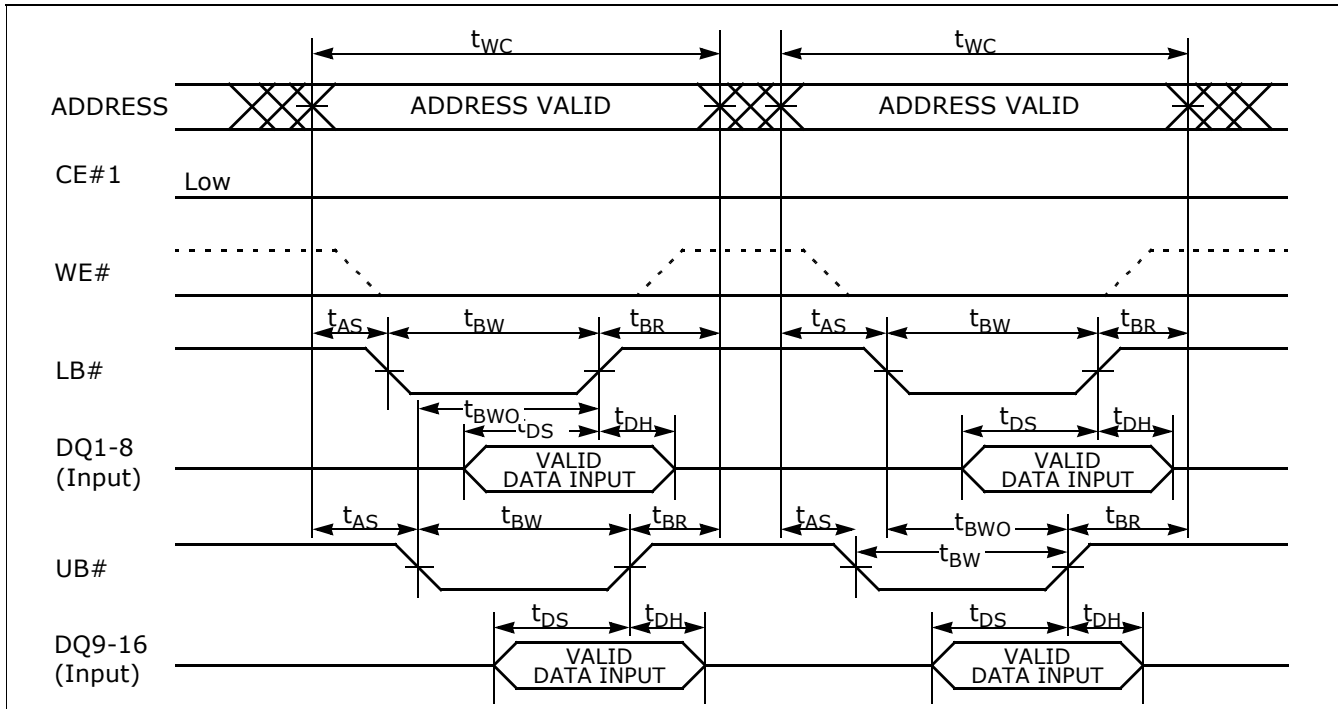 tWC tWC
ADDRESS ADDRESS VALID ADDRESS VALID
CE#1 Low
WE#
tAS tBW tBR tAS tBW tBR
LB#
tBWO
tDS tDH tDS tDH
DQ1-8
(Input)
VALID
DATA INPUT
VALID
DATA INPUT
tAS tBW tBR tAS tBWO tBR
tBW
UB#
tDS tDH tDS tDH
DQ9-16
(Input)
VALID
DATA INPUT
VALID
DATA INPUT